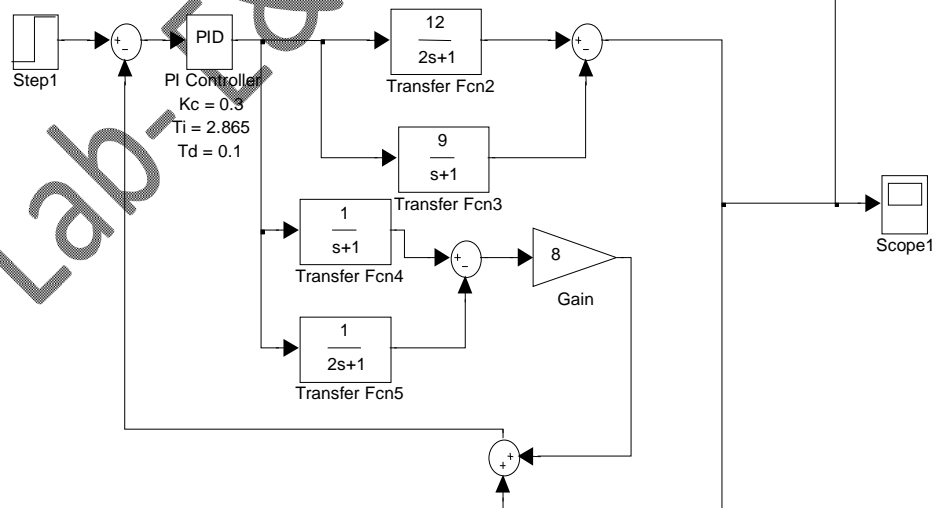 12
2s+1
Transfer Fcn2
+
-
Step1
+
-
PID
PI Controller
Kc = 0.3
Ti = 2.865
Td = 0.1
9
s+1
Transfer Fcn3
1
s+1
Transfer Fcn4
+
-
8
Gain
Scope1
1
2s+1
Transfer Fcn5
+
+
Lab-